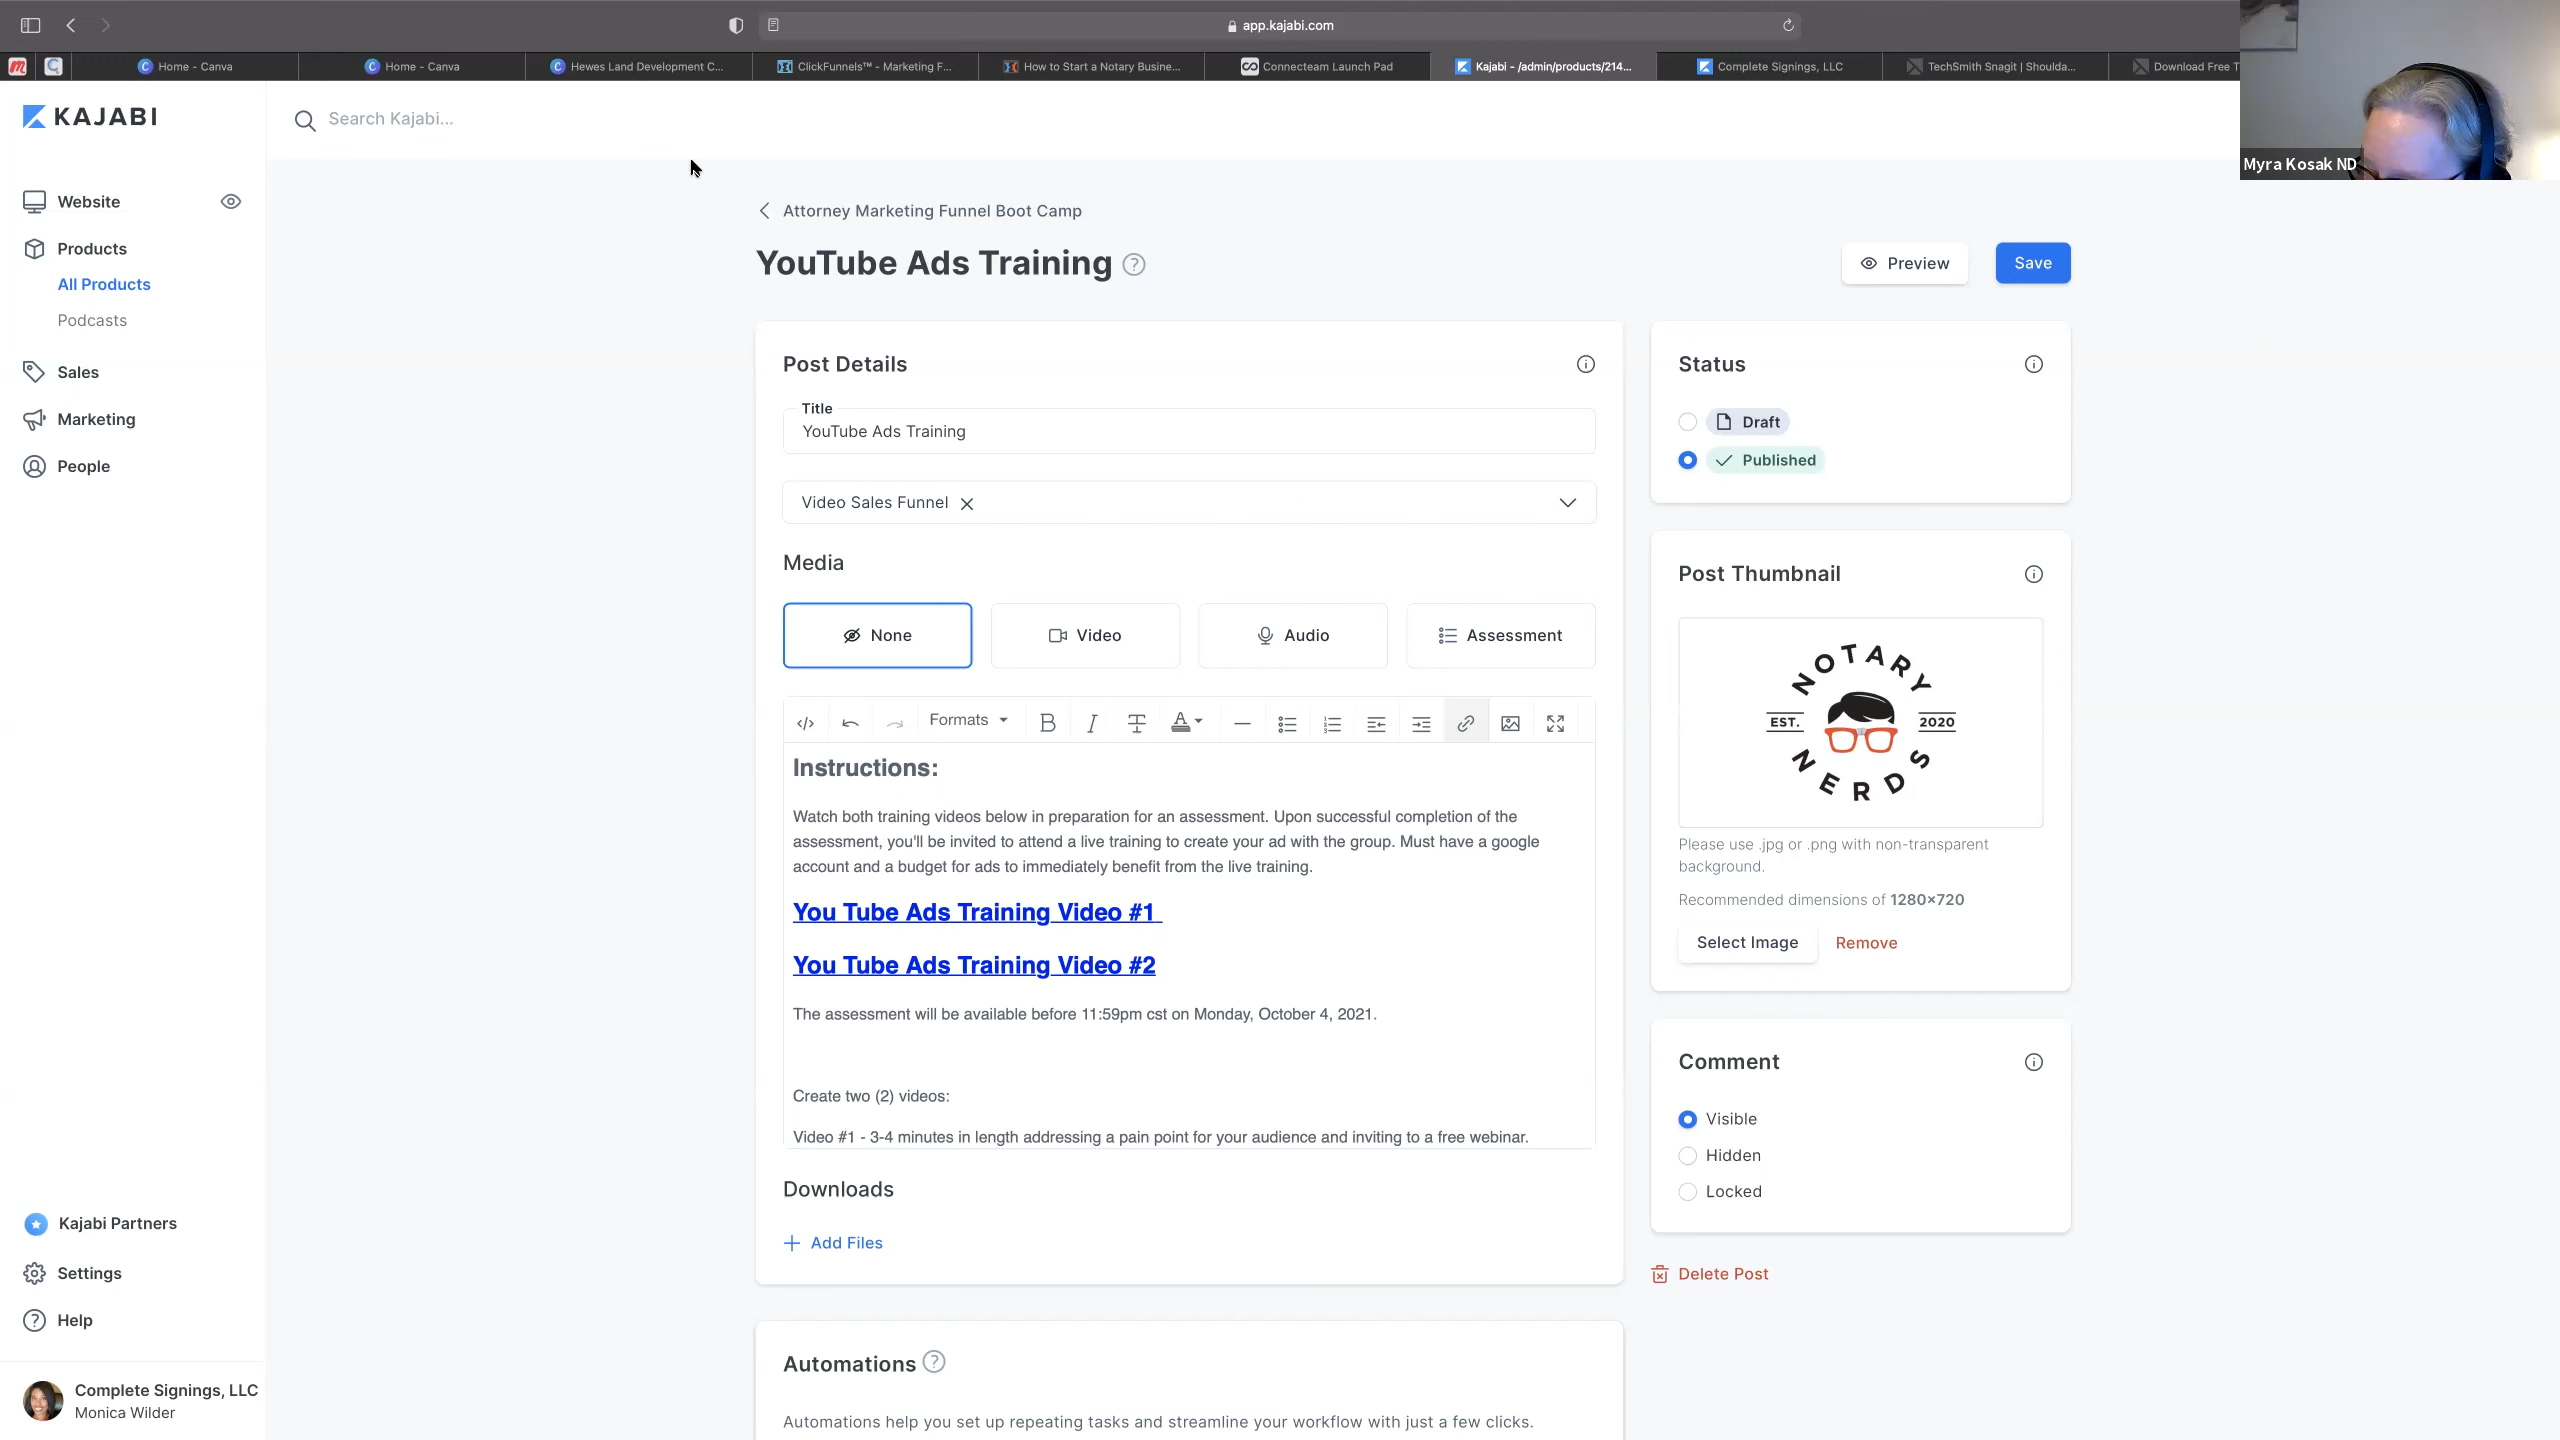 app.kajabi.com
Home - Canva
Home - Canva
Hewes Land Development C...
ClickFunnels™ - Marketing F...
How to Start a Notary Busine...
Connecteam Launch Pad
Kajabi - /admin/products/214...
Complete Signings, LLC
TechSmith Snagit | Shoulda...
Download Free T
Myra Kosak ND
KAJABI
Search Kajabi...
Website
Products
All Products
Podcasts
Sales
Marketing
People
Kajabi Partners
Settings
Help
Complete Signings, LLC
Monica Wilder
Attorney Marketing Funnel Boot Camp
YouTube Ads Training
Preview
Save
Post Details
Title
YouTube Ads Training
Video Sales Funnel
Media
None
Video
Audio
Assessment
Formats
Instructions:
Watch both training videos below in preparation for an assessment. Upon successful completion of the
assessment, you'll be invited to attend a live training to create your ad with the group. Must have a google
account and a budget for ads to immediately benefit from the live training.
You Tube Ads Training Video #1
You Tube Ads Training Video #2
The assessment will be available before 11:59pm cst on Monday, October 4, 2021.
Create two (2) videos:
Video #1 - 3-4 minutes in length addressing a pain point for your audience and inviting to a free webinar.
Downloads
Add Files
Automations
Automations help you set up repeating tasks and streamline your workflow with just a few clicks.
Status
Draft
Published
Post Thumbnail
NOTARY
EST. 2020
NERDS
Please use .jpg or .png with non-transparent
background.
Recommended dimensions of 1280×720
Select Image
Remove
Comment
Visible
Hidden
Locked
Delete Post